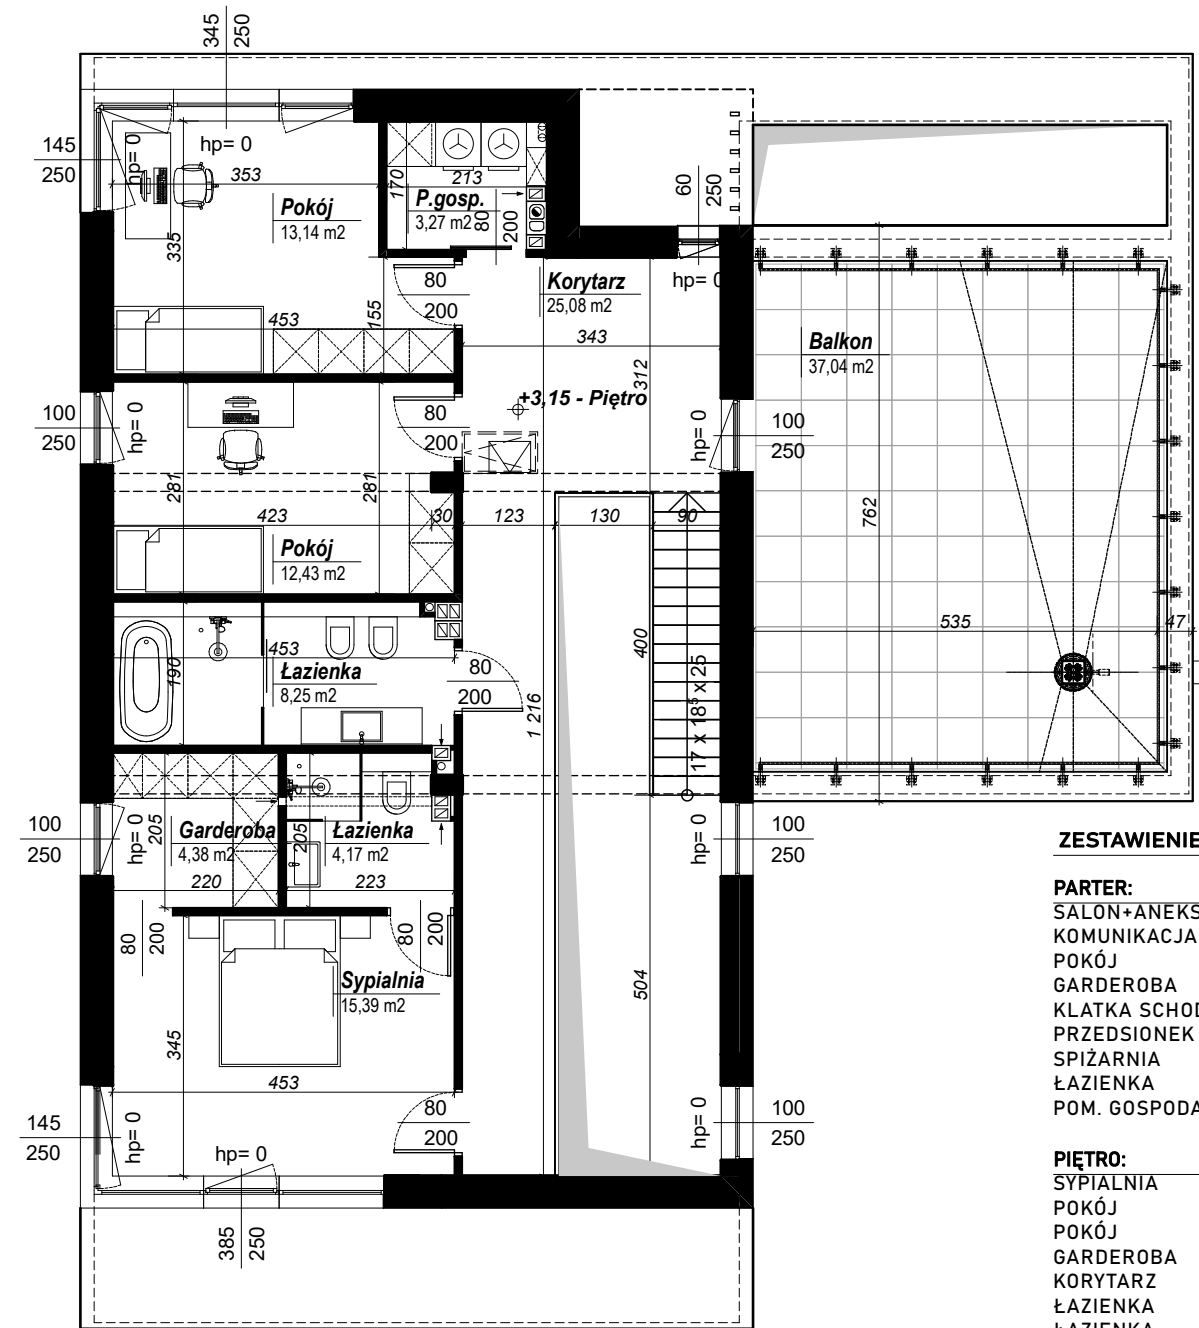 345
250
145
250
hp= 0
hp= 0
353
335
Pokój
13,14 m2
170
213
P.gosp.
3,27 m2
80
200
60
250
hp= 0
Korytarz
25,08 m2
343
312
453
155
80
200
Balkon
37,04 m2
+3,15 - Piętro
100
250
hp= 0
80
200
hp= 0
100
250
281
281
423
30
123
130
90
762
Pokój
12,43 m2
535
47
400
17 x 18⁵ x 25
453
190
Łazienka
8,25 m2
80
200
1 216
100
250
hp= 0
205
Garderoba
4,38 m2
220
205
Łazienka
4,17 m2
223
hp= 0
100
250
80
200
80
200
Sypialnia
15,39 m2
504
345
453
145
250
hp= 0
hp= 0
80
200
hp= 0
100
250
385
250
ZESTAWIENIE
PARTER:
SALON+ANEKS
KOMUNIKACJA
POKÓJ
GARDEROBA
KLATKA SCHOD
PRZEDSIONEK
SPIŻARNIA
ŁAZIENKA
POM. GOSPODA
PIĘTRO:
SYPIALNIA
POKÓJ
POKÓJ
GARDEROBA
KORYTARZ
ŁAZIENKA
ŁAZIENKA